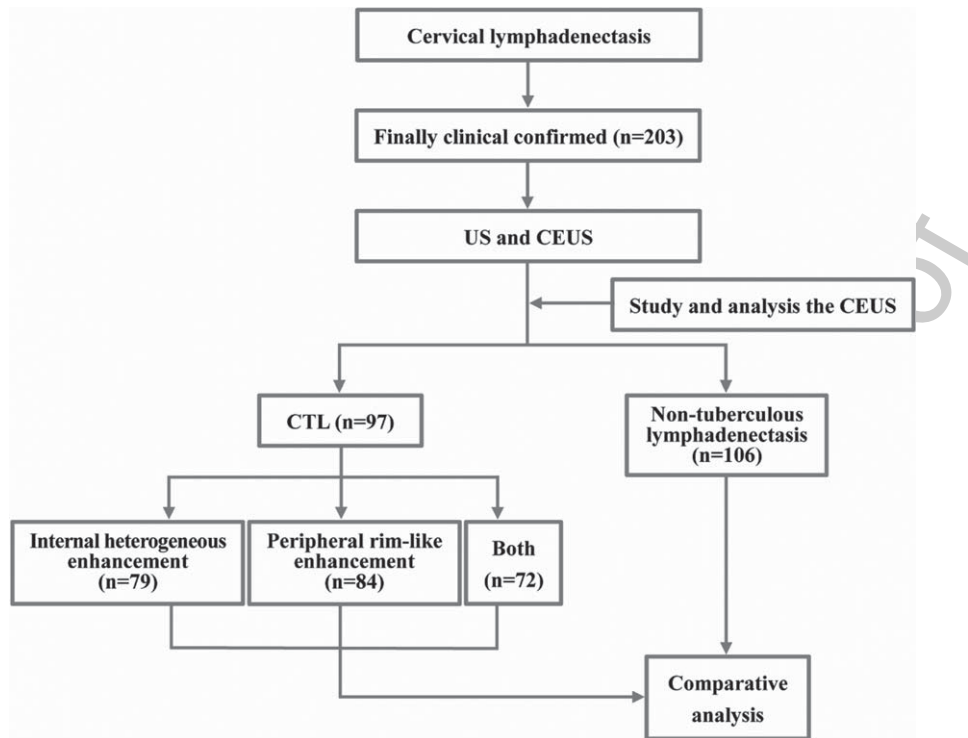 Cervical lymphadenectasis
Finally clinical confirmed (n=203)
US and CEUS
Study and analysis the CEUS
CTL (n=97)
Non-tuberculous
lymphadenectasis
(n=106)
Internal heterogeneous
enhancement
(n=79)
Peripheral rim-like
enhancement
(n=84)
Both
(n=72)
Comparative
analysis